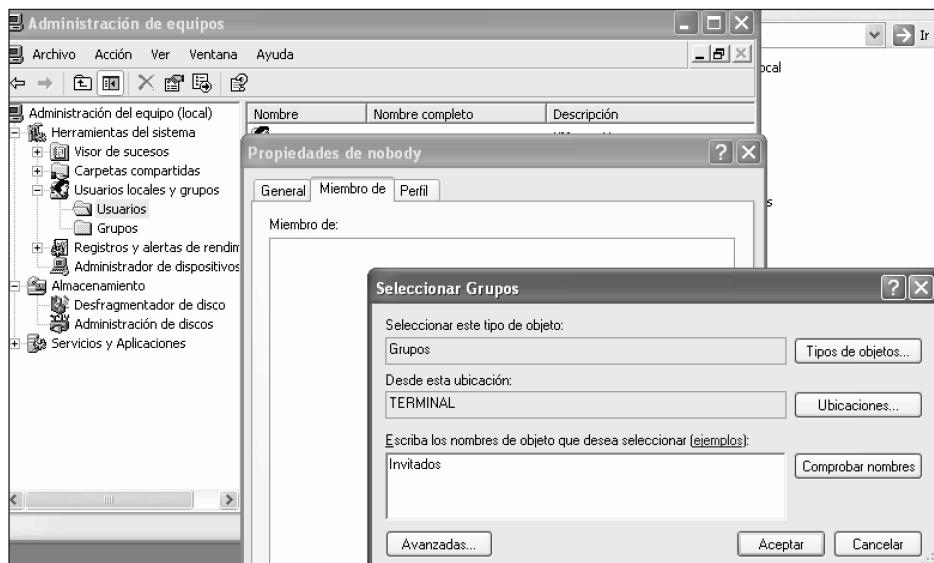 Administración de equipos
Archivo Acción Ver Ventana Ayuda
Ir
Administración del equipo (local)
Herramientas del sistema
Visor de sucesos
Carpetas compartidas
Usuarios locales y grupos
Usuarios
Grupos
Registros y alertas de rendim
Administrador de dispositivos
Almacenamiento
Desfragmentador de disco
Administración de discos
Servicios y Aplicaciones
Nombre Nombre completo Descripción
Propiedades de nobody
General Miembro de Perfil
Miembro de:
Seleccionar Grupos
Seleccionar este tipo de objeto:
Grupos
Tipos de objetos...
Desde esta ubicación:
TERMINAL
Ubicaciones...
Escriba los nombres de objeto que desea seleccionar (ejemplos):
Invitados
Comprobar nombres
Avanzadas...
Aceptar
Cancelar